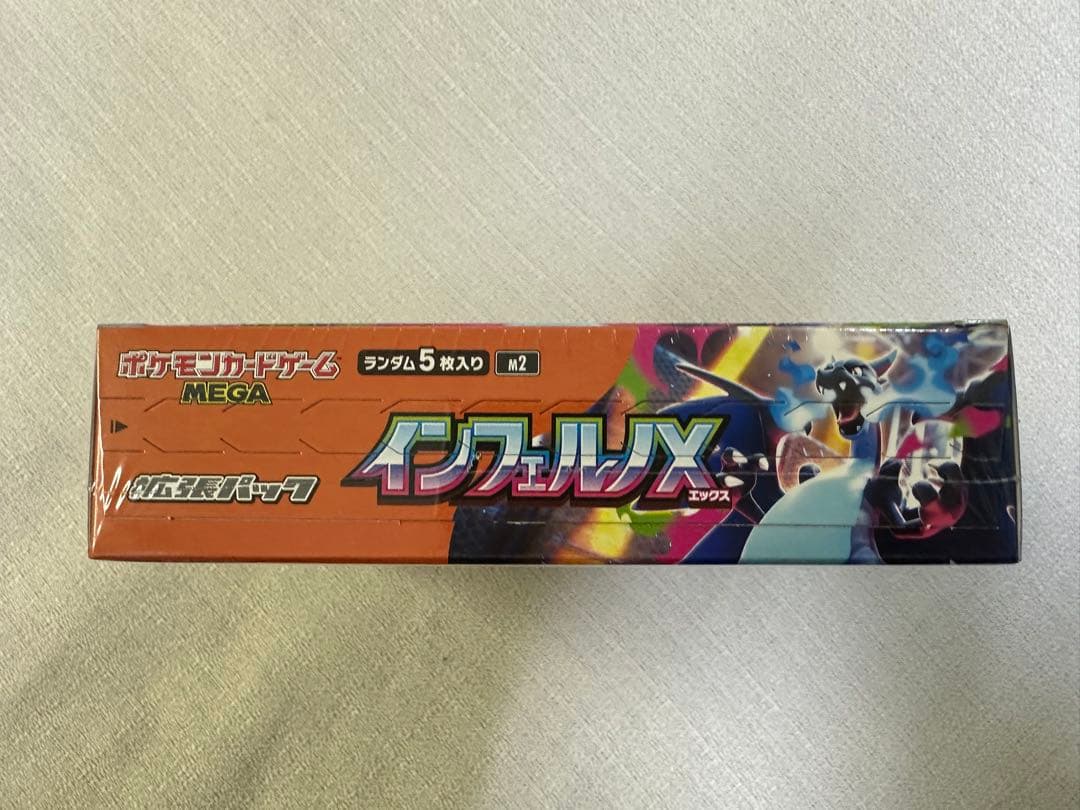 ポケモンカードゲーム
MEGA
ランダム5枚入り
M2
拡張パック
インフェルノX
エックス